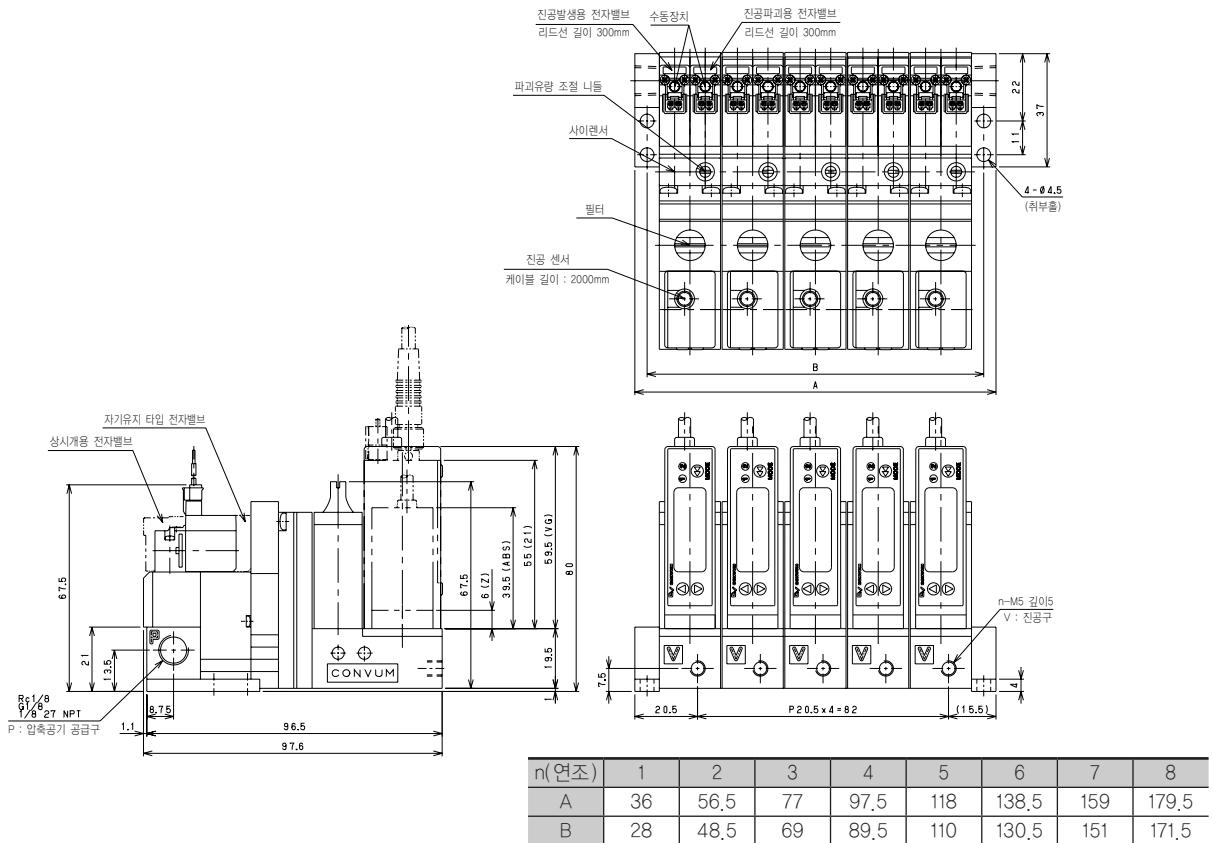 진공발생용 전자밸브
리드선 길이 300mm
수동장치
진공파괴용 전자밸브
리드선 길이 300mm
파괴유량 조절 니들
사이렌서
필터
진공 센서
케이블 길이 : 2000mm
22
37
11
4-Ø4.5
(취부홀)
B
A
자기유지 타입 전자밸브
상시개용 전자밸브
67.5
21
13.5
P
Rc1/8
G1/8
1/8 27 NPT
P : 압축공기 공급구
8.75
1.1
96.5
97.6
CONVUM
67.5
6(Z)
39.5(ABS)
55(21)
59.5(VG)
80
19.5
1
MODE MODE MODE MODE MODE
V V V V V
n-M5 깊이5
V : 진공구
7.5
4
20.5
P20.5x4=82
(15.5)
n(연조) 1 2 3 4 5 6 7 8
A 36 56.5 77 97.5 118 138.5 159 179.5
B 28 48.5 69 89.5 110 130.5 151 171.5